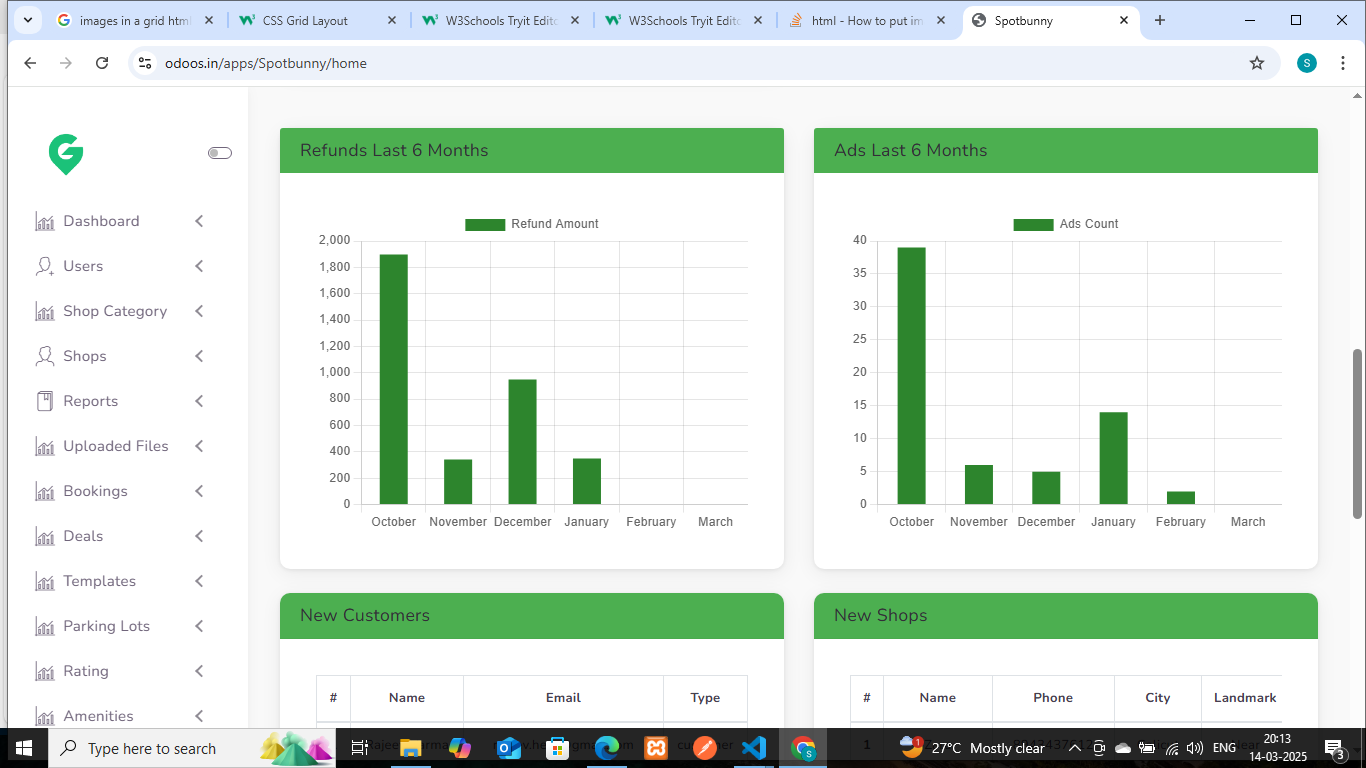 images in a grid html
CSS Grid Layout
W3Schools Tryit Edito
W3Schools Tryit Edito
html - How to put im
Spotbunny
odoos.in/apps/Spotbunny/home
S
Dashboard
Users
Shop Category
Shops
Reports
Uploaded Files
Bookings
Deals
Templates
Parking Lots
Rating
Amenities
Refunds Last 6 Months
Refund Amount
2,000
1,800
1,600
1,400
1,200
1,000
800
600
400
200
0
October November December January February March
Ads Last 6 Months
Ads Count
40
35
30
25
20
15
10
5
0
October November December January February March
New Customers
# Name Email Type
New Shops
# Name Phone City Landmark
1
Type here to search
1
27°C Mostly clear
ENG
20:13
14-03-2025
3